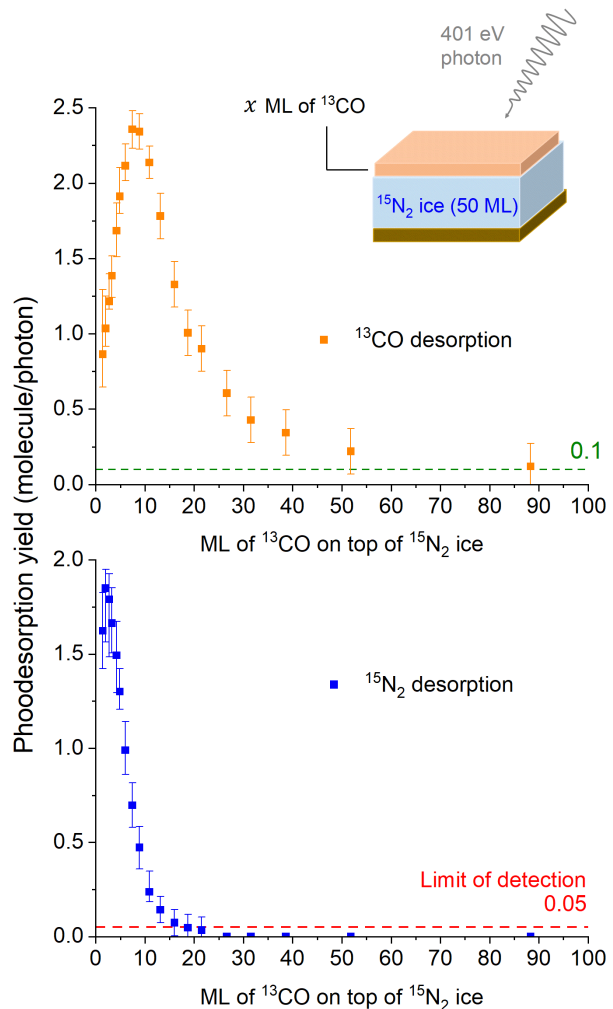 401 eV
photon
𝑥 ML of ¹³CO
¹⁵N₂ ice (50 ML)
2.5
2.0
1.5
1.0
0.5
0.0
¹³CO desorption
0.1
0 10 20 30 40 50 60 70 80 90 100
ML of ¹³CO on top of ¹⁵N₂ ice
Phoodesorption yield (molecule/photon)
2.0
1.5
1.0
0.5
0.0
¹⁵N₂ desorption
Limit of detection
0.05
0 10 20 30 40 50 60 70 80 90 100
ML of ¹³CO on top of ¹⁵N₂ ice